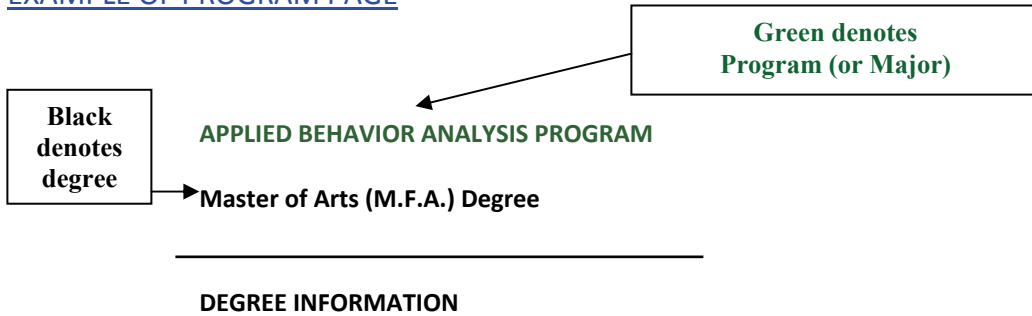 EXAMPLE OF PROGRAM PAGE
Green denotes
Program (or Major)
Black
denotes
degree
APPLIED BEHAVIOR ANALYSIS PROGRAM
Master of Arts (M.F.A.) Degree
DEGREE INFORMATION